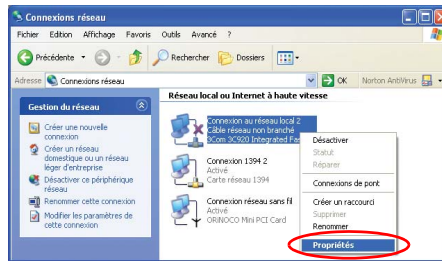 Connexions réseau
Fichier Edition Affichage Favoris Outils Avancé ?
Précédente Rechercher Dossiers
Adresse Connexions réseau OK Norton AntiVirus
Gestion du réseau
Créer une nouvelle
connexion
Créer un réseau
domestique ou un réseau
léger d'entreprise
Désactiver ce périphérique
réseau
Renommer cette connexion
Modifier les paramètres de
cette connexion
Réseau local ou Internet à haute vitesse
Connexion au réseau local 2
Câble réseau non branché
3Com 3C920 Integrated Fas
Connexion 1394 2
Activé
Carte réseau 1394
Connexion réseau sans fil
Activé
ORiNOCO Mini PCI Card
Désactiver
Statut
Réparer
Connexions de pont
Créer un raccourci
Supprimer
Renommer
Propriétés